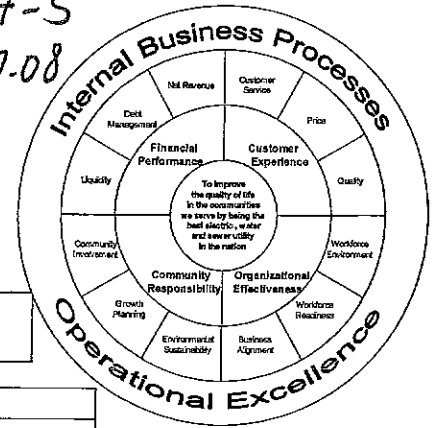 Internal Business Processes
Net Revenue
Customer
Service
Debt
Management
Price
Financial
Performance
Customer
Experience
Liquidity
Quality
To improve
the quality of life
in the communities
we serve by being the
best electric, water
and sewer utility
in the nation
Community
Involvement
Workforce
Environment
Community
Responsibility
Organizational
Effectiveness
Growth
Planning
Workforce
Readiness
Environmental
Sustainability
Business
Alignment
Operational Excellence